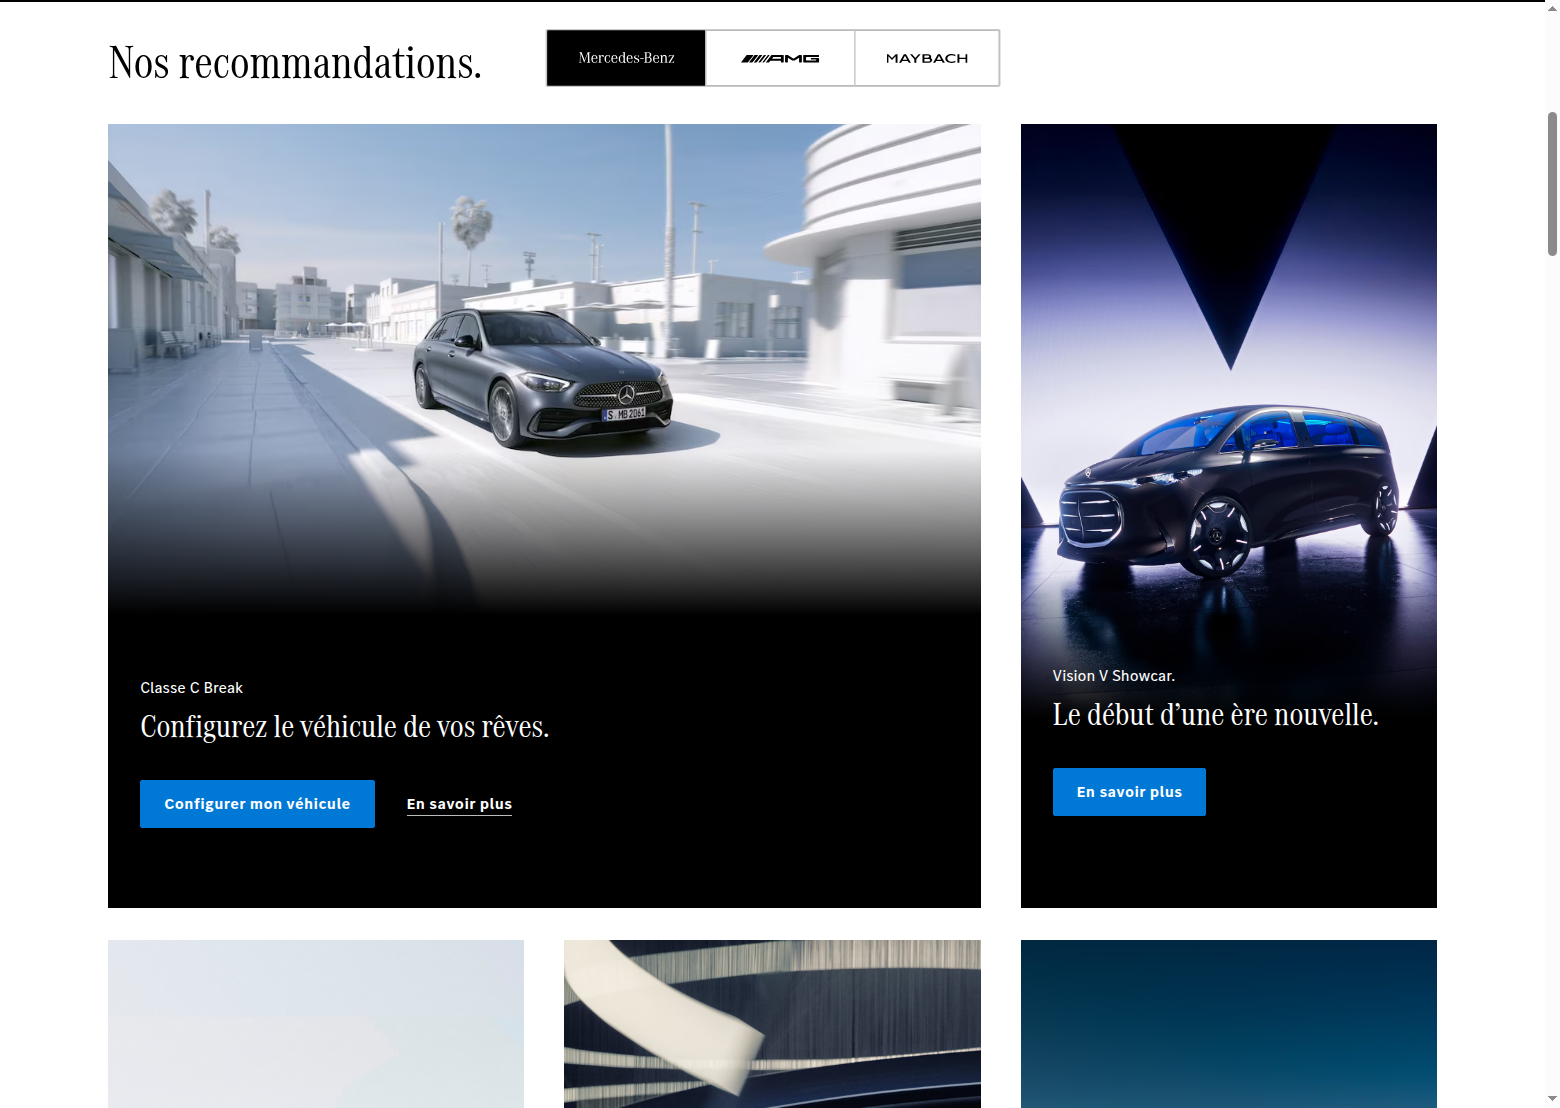 Nos recommandations.
Mercedes-Benz
AMG
MAYBACH
S MB 2061
Classe C Break
Configurez le véhicule de vos rêves.
Configurer mon véhicule
En savoir plus
Vision V Showcar.
Le début d’une ère nouvelle.
En savoir plus